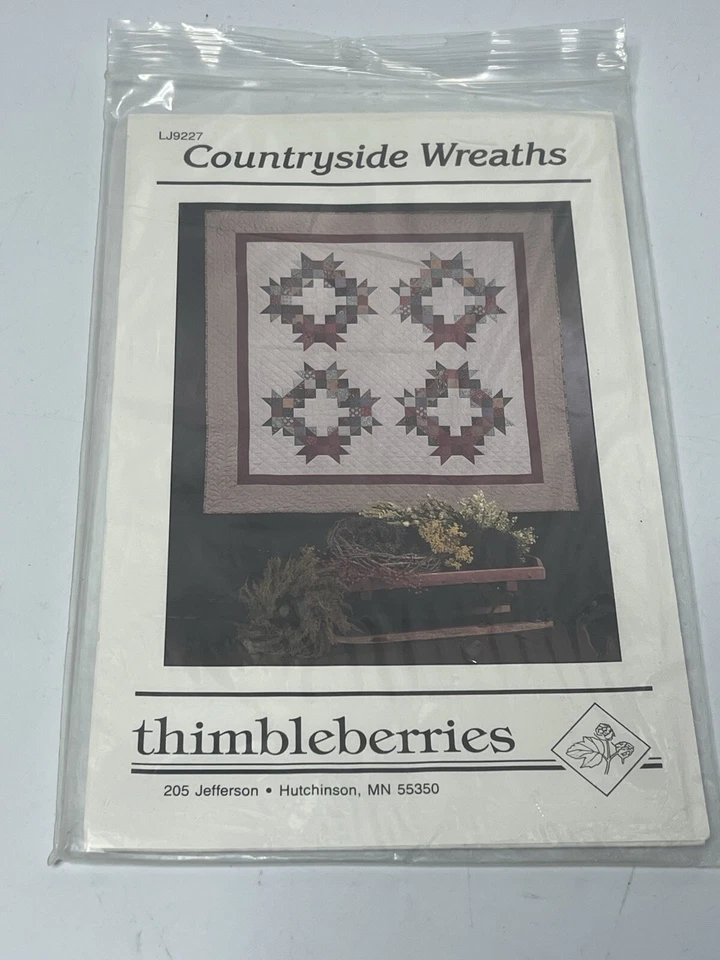 LJ9227
Countryside Wreaths
thimbleberries
205 Jefferson • Hutchinson, MN 55350